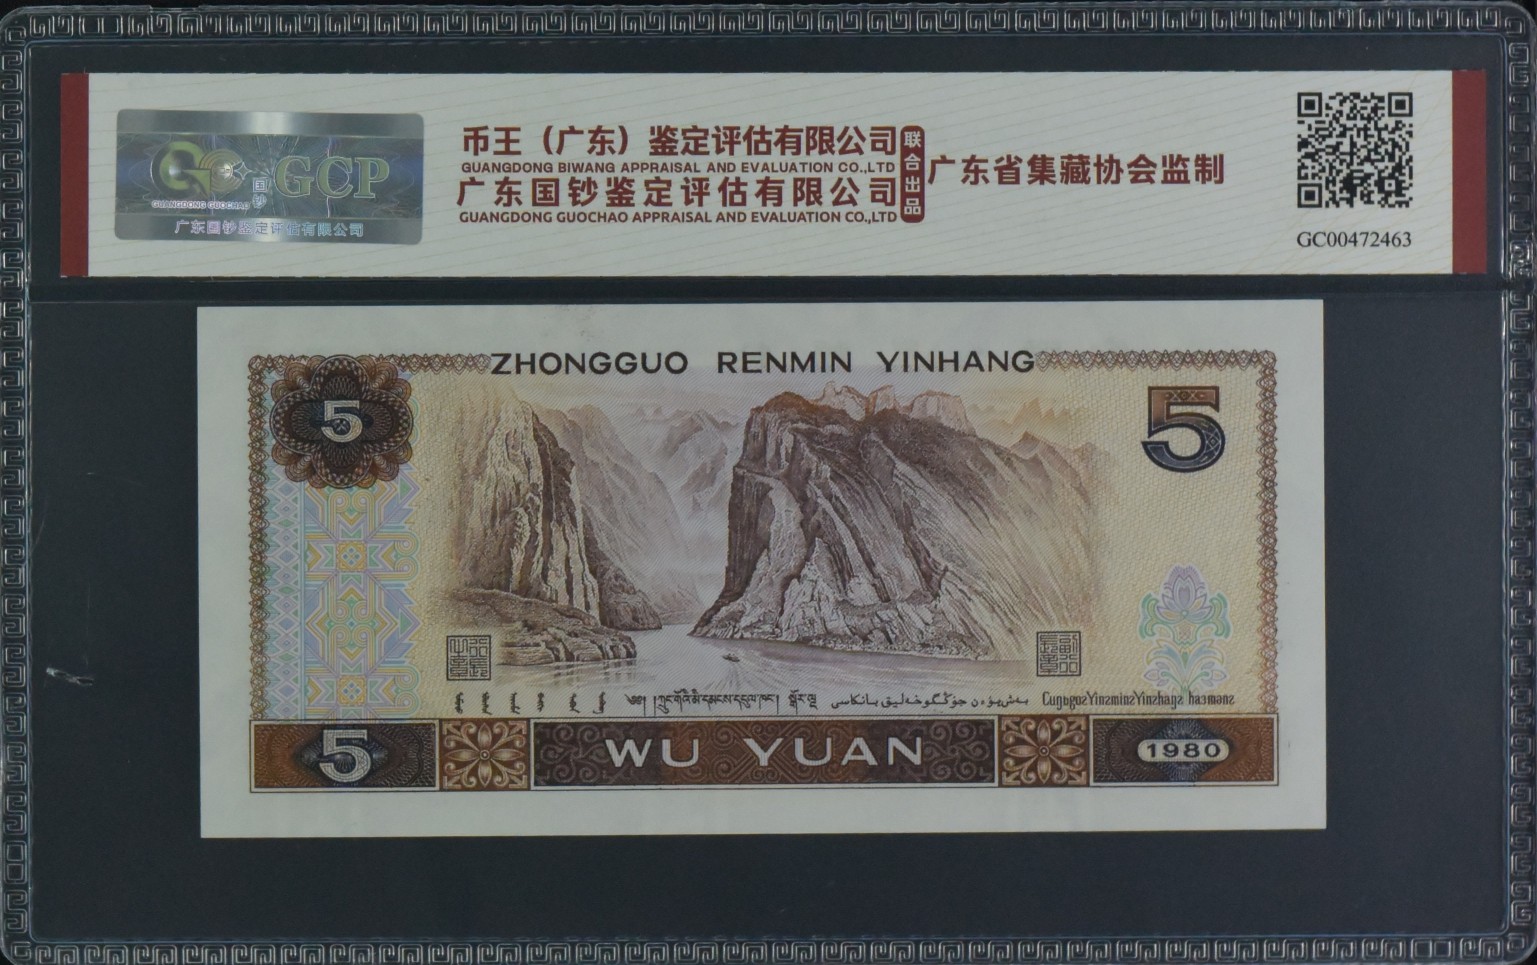 GCP
国钞
GUANGDONG GUOCHAO
广东国钞鉴定评估有限公司
币王（广东）鉴定评估有限公司
GUANGDONG BIWANG APPRAISAL AND EVALUATION CO.,LTD
广东国钞鉴定评估有限公司
GUANGDONG GUOCHAO APPRAISAL AND EVALUATION CO.,LTD
联合出品
广东省集藏协会监制
GC00472463
ZHONGGUO RENMIN YINHANG
5
5
副局长章
5
WU YUAN
1980